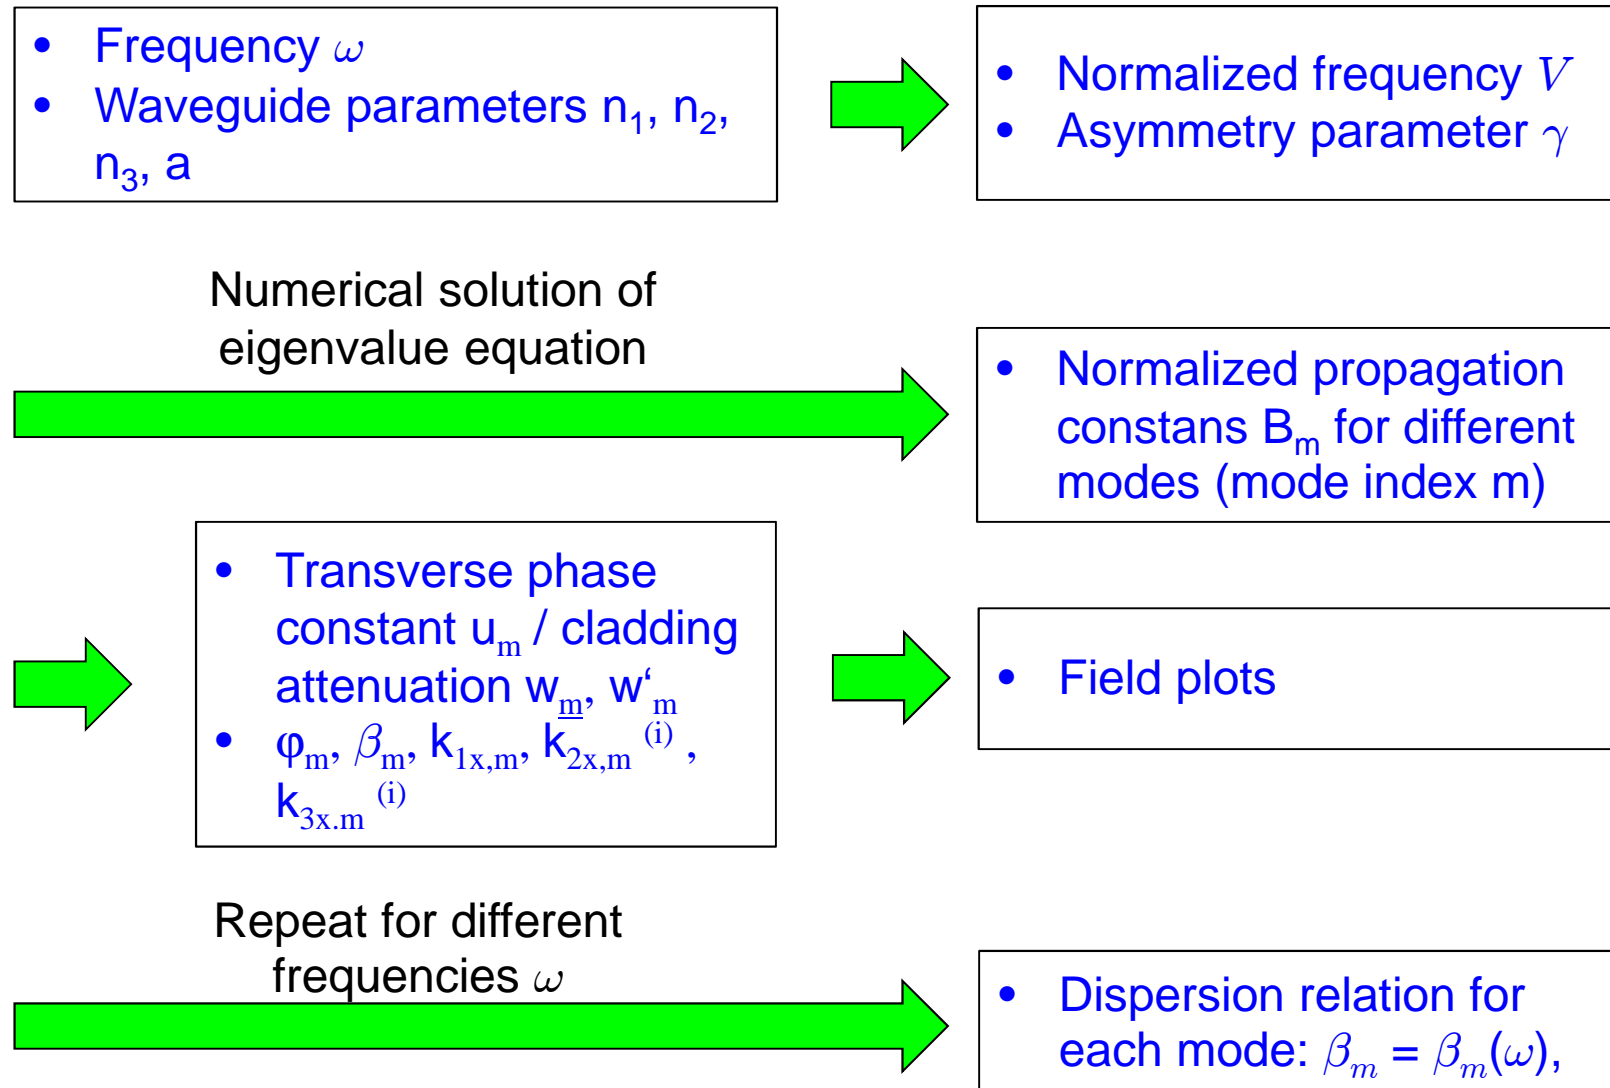 • Frequency ω
• Waveguide parameters n₁, n₂,
n₃, a
• Normalized frequency V
• Asymmetry parameter γ
Numerical solution of
eigenvalue equation
• Normalized propagation
constans Bₘ for different
modes (mode index m)
• Transverse phase
constant uₘ / cladding
attenuation wₘ, w‘ₘ
• φₘ, βₘ, k₁ₓ,ₘ, k₂ₓ,ₘ ⁽ⁱ⁾ ,
k₃ₓ.ₘ ⁽ⁱ⁾
• Field plots
Repeat for different
frequencies ω
• Dispersion relation for
each mode: βₘ = βₘ(ω),